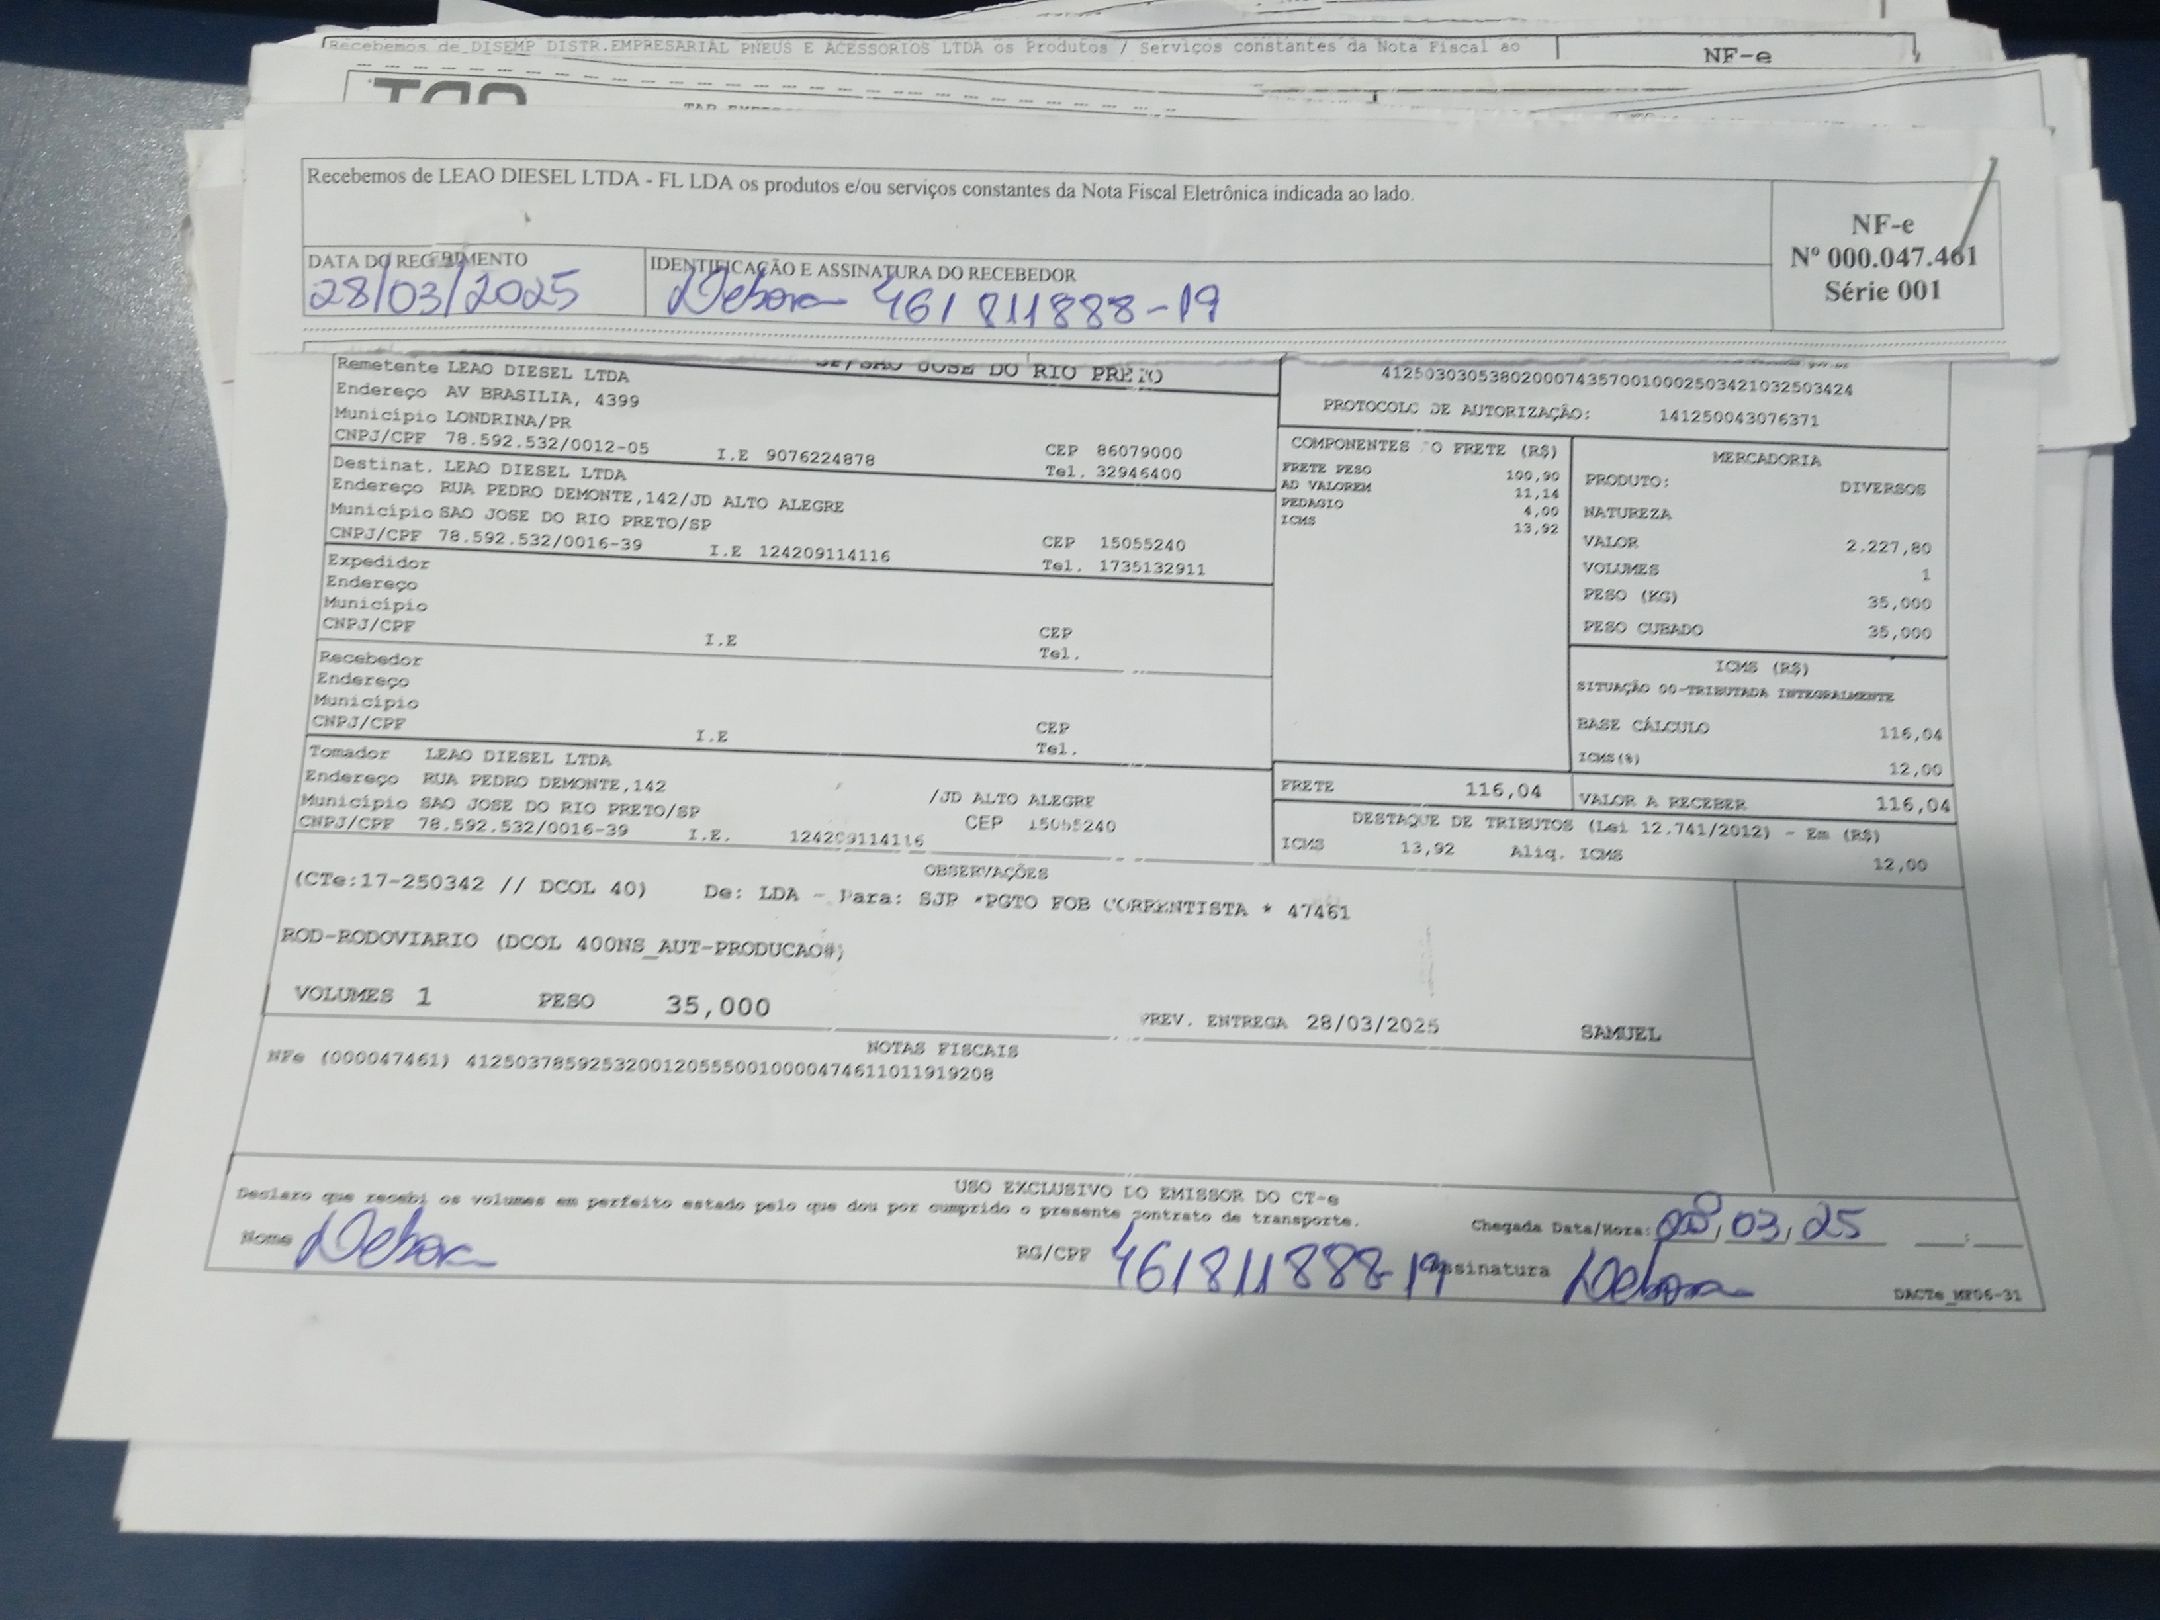 Recebemos de DISEMP DISTR.EMPRESARIAL PNEUS E ACESSORIOS LTDA os Produtos / Serviços constantes da Nota Fiscal ao
NF-e
Recebemos de LEAO DIESEL LTDA - FL LDA os produtos e/ou serviços constantes da Nota Fiscal Eletrônica indicada ao lado.
NF-e
Nº 000.047.461
Série 001
DATA DO RECEBIMENTO
28/03/2025
IDENTIFICAÇÃO E ASSINATURA DO RECEBEDOR
Debora 461 811888-19
SP/SAO JOSE DO RIO PRETO
Remetente LEAO DIESEL LTDA
Endereço AV BRASILIA, 4399
Município LONDRINA/PR
CNPJ/CPF 78.592.532/0012-05 I.E 9076224878 CEP 86079000
Tel. 32946400
Destinat. LEAO DIESEL LTDA
Endereço RUA PEDRO DEMONTE,142/JD ALTO ALEGRE
Município SAO JOSE DO RIO PRETO/SP
CNPJ/CPF 78.592.532/0016-39 I.E 124209114116 CEP 15055240
Tel. 1735132911
Expedidor
Endereço
Município
CNPJ/CPF I.E CEP
Tel.
Recebedor
Endereço
Município
CNPJ/CPF I.E CEP
Tel.
Tomador LEAO DIESEL LTDA
Endereço RUA PEDRO DEMONTE,142 /JD ALTO ALEGRE
Município SAO JOSE DO RIO PRETO/SP CEP 15055240
CNPJ/CPF 78.592.532/0016-39 I.E. 124209114116
41250303053802000743570010002503421032503424
PROTOCOLO DE AUTORIZAÇÃO: 141250043076371
COMPONENTES DO FRETE (R$)
FRETE PESO 100,90
AD VALOREM 11,14
PEDAGIO 4,00
ICMS 13,92
MERCADORIA
PRODUTO: DIVERSOS
NATUREZA
VALOR 2.227,80
VOLUMES 1
PESO (KG) 35,000
PESO CUBADO 35,000
ICMS (R$)
SITUAÇÃO 00-TRIBUTADA INTEGRALMENTE
BASE CÁLCULO 116,04
ICMS(%) 12,00
FRETE 116,04 VALOR A RECEBER 116,04
DESTAQUE DE TRIBUTOS (Lei 12.741/2012) - Em (R$)
ICMS 13,92 Aliq. ICMS 12,00
OBSERVAÇÕES
(CTe:17-250342 // DCOL 40) De: LDA - Para: SJP *PGTO FOB CORRENTISTA * 47461
ROD-RODOVIARIO (DCOL 400NS_AUT-PRODUCAO#)
VOLUMES 1 PESO 35,000 PREV. ENTREGA 28/03/2025 SAMUEL
NOTAS FISCAIS
NFe (000047461) 41250378592532001205550010000474611011919208
USO EXCLUSIVO DO EMISSOR DO CT-e
Declaro que recebi os volumes em perfeito estado pelo que dou por cumprido o presente contrato de transporte.
Chegada Data/Hora: 28/03/25 __:__
Nome Debora RG/CPF 461811888-19 Assinatura Debora
DACTe_MF06-31